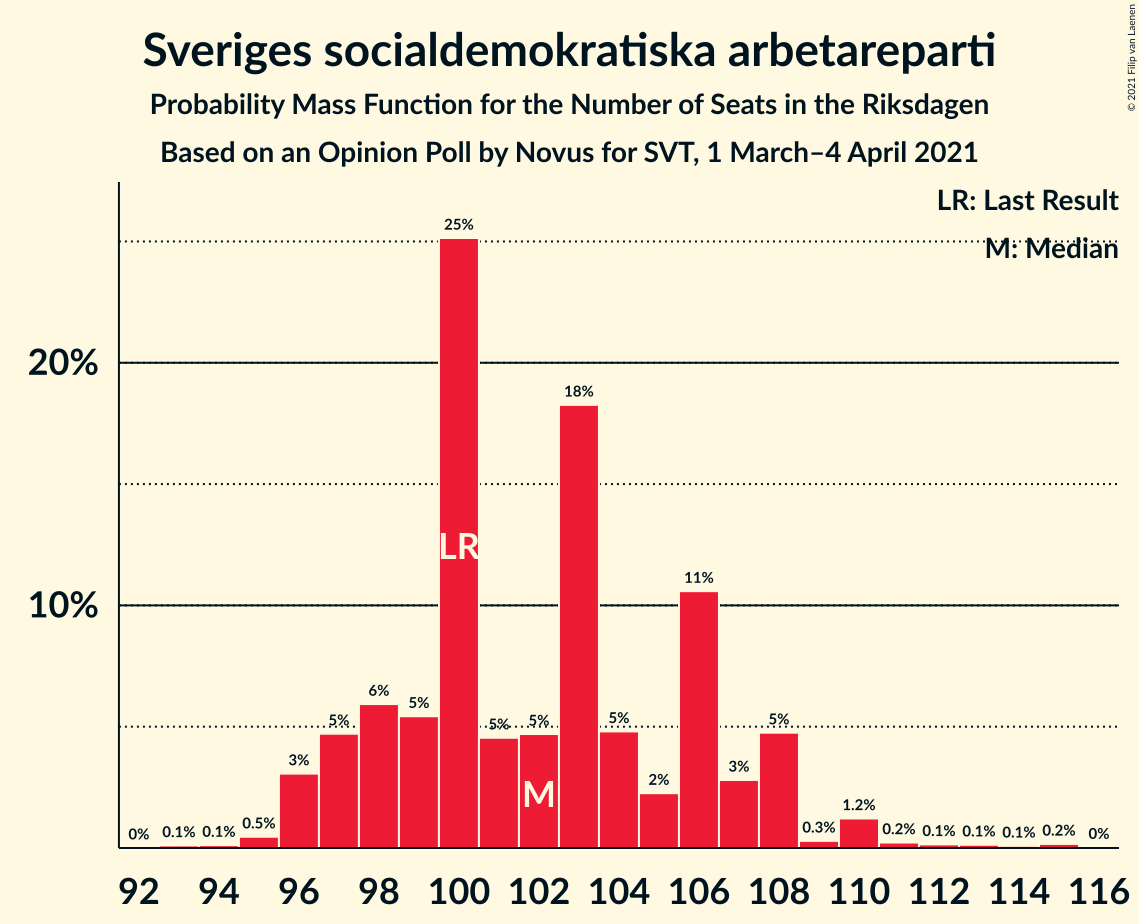 Sveriges socialdemokratiska arbetareparti
Probability Mass Function for the Number of Seats in the Riksdagen
Based on an Opinion Poll by Novus for SVT, 1 March–4 April 2021
© 2021 Filip van Laenen
LR: Last Result
M: Median
20%
10%
0% 0.1% 0.1% 0.5% 3% 5% 6% 5% 25% 5% 5% 18% 5% 2% 11% 3% 5% 0.3% 1.2% 0.2% 0.1% 0.1% 0.1% 0.2% 0%
LR
M
92 94 96 98 100 102 104 106 108 110 112 114 116